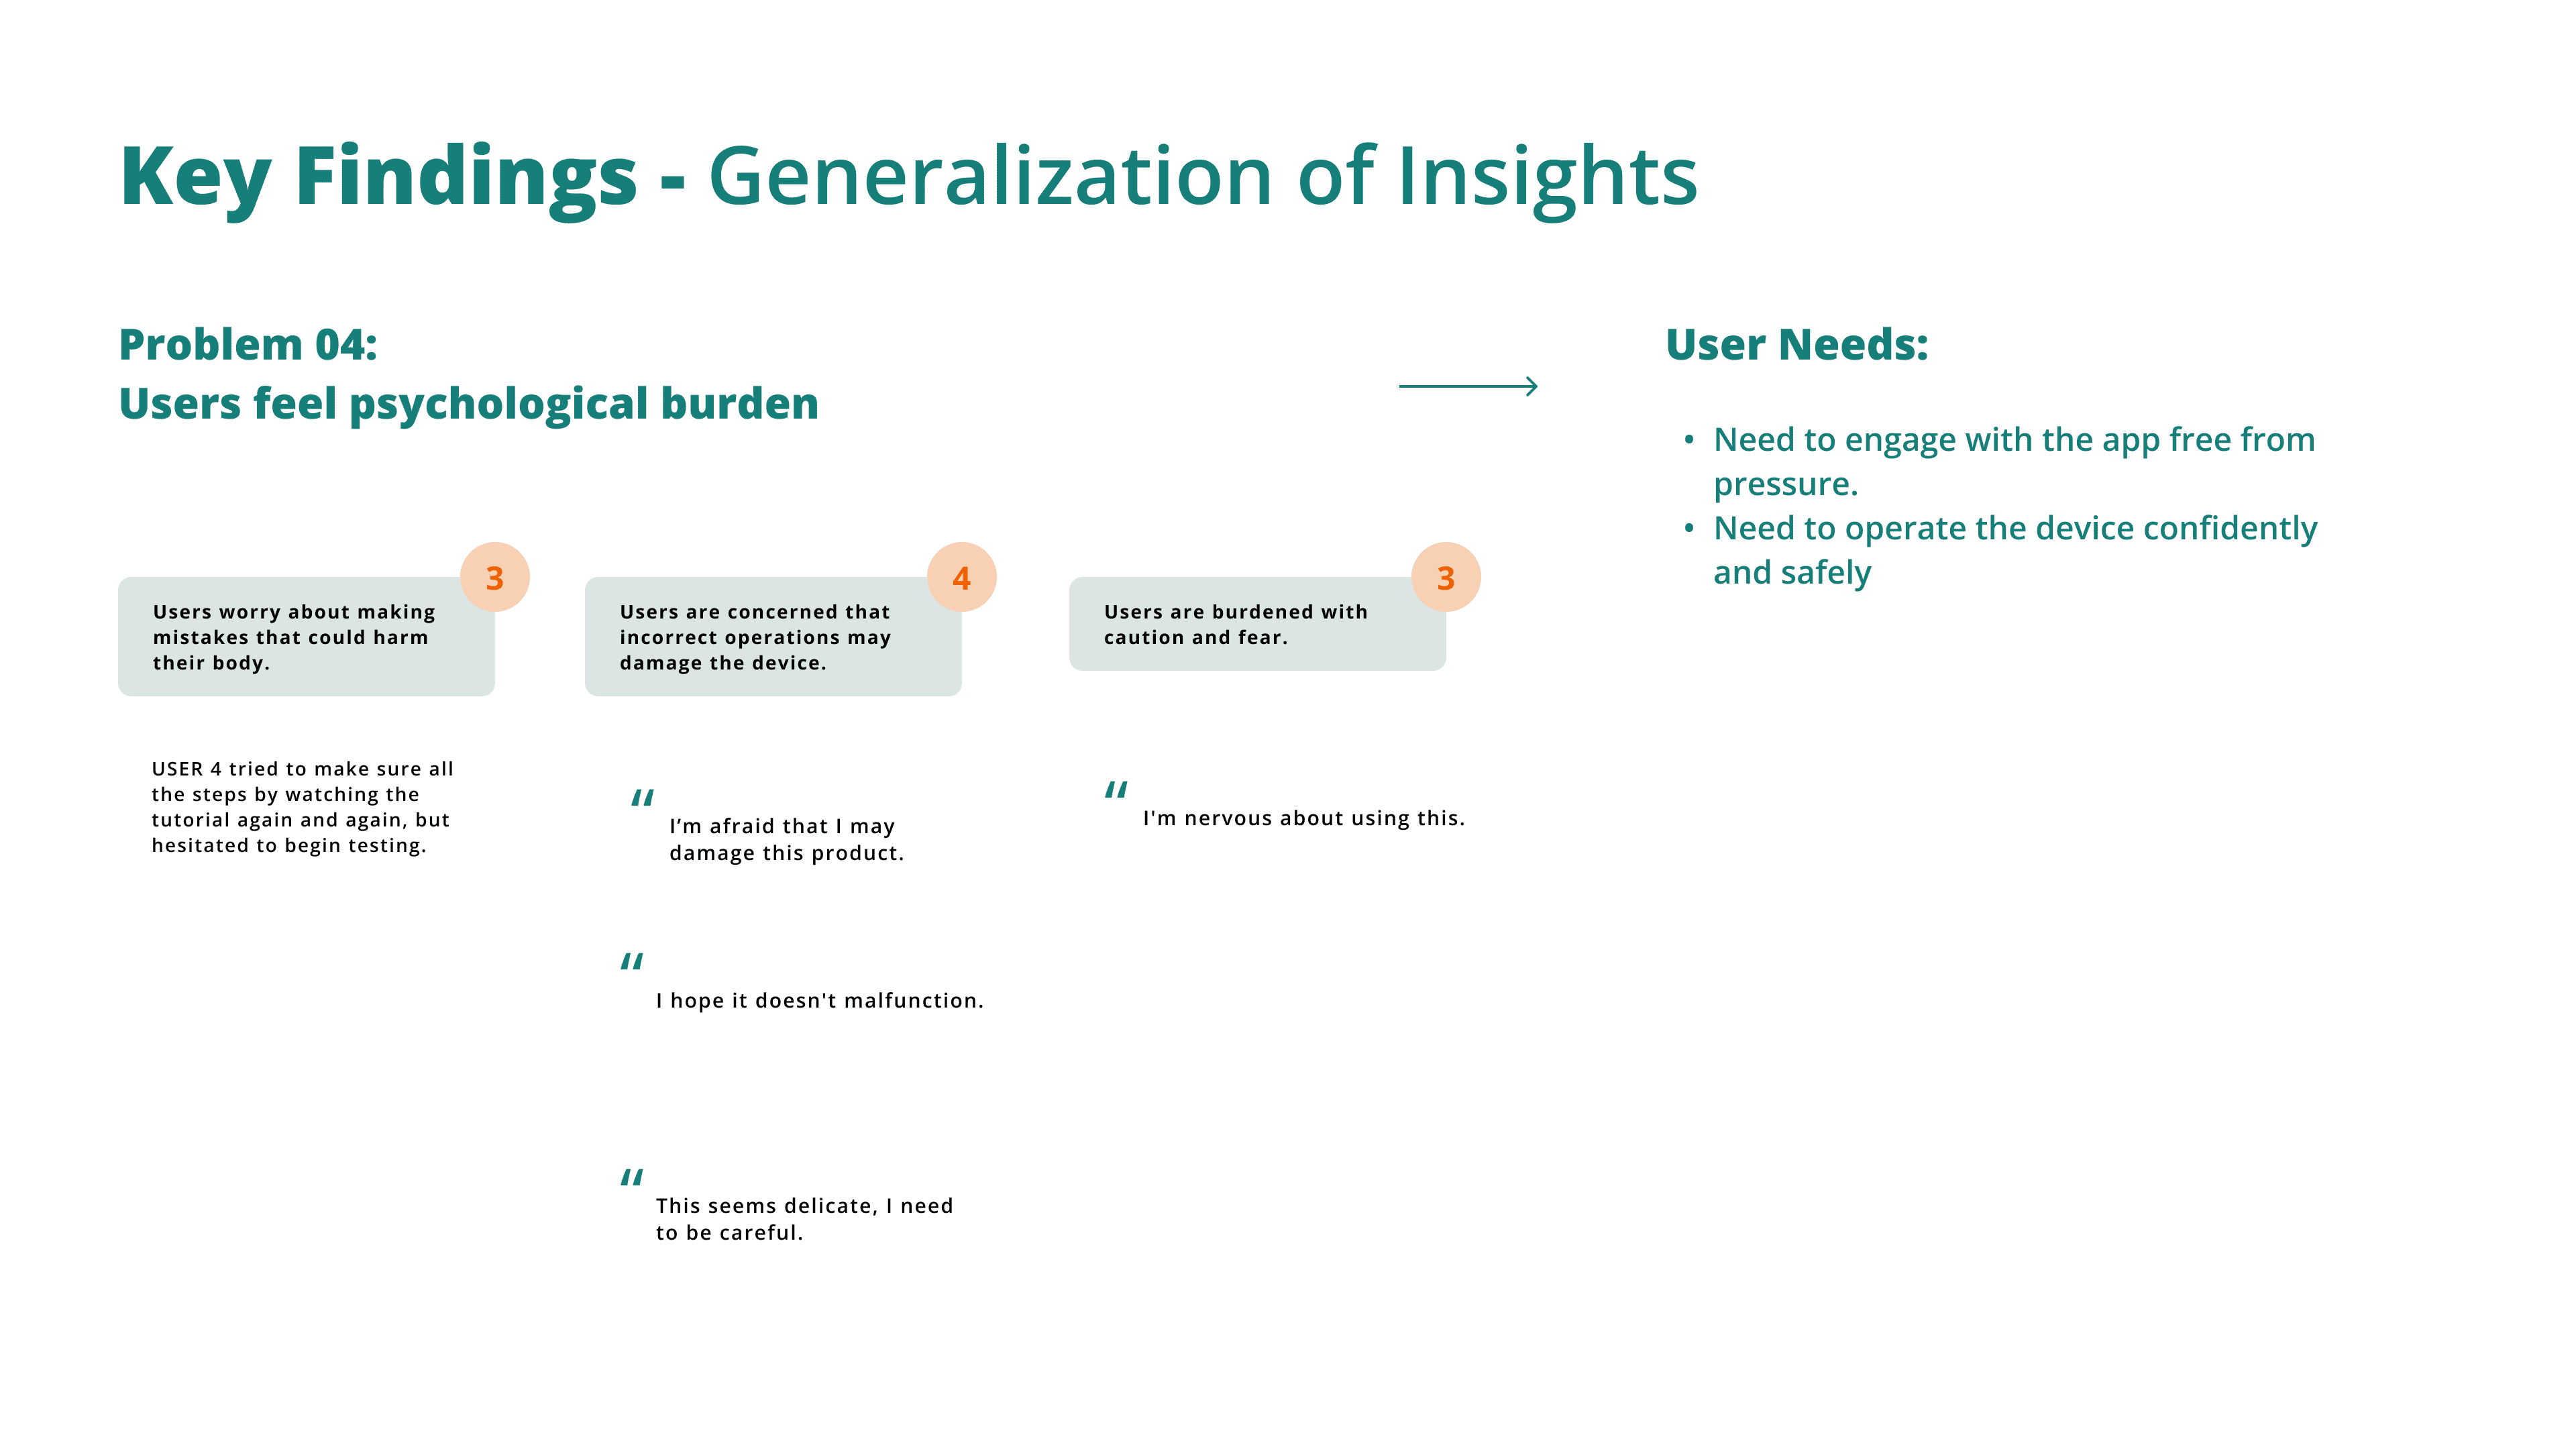 Key Findings - Generalization of Insights
Problem 04:
Users feel psychological burden
3
Users worry about making
mistakes that could harm
their body.
USER 4 tried to make sure all
the steps by watching the
tutorial again and again, but
hesitated to begin testing.
4
Users are concerned that
incorrect operations may
damage the device.
“
I’m afraid that I may
damage this product.
“
I hope it doesn't malfunction.
“
This seems delicate, I need
to be careful.
3
Users are burdened with
caution and fear.
“
I'm nervous about using this.
User Needs:
• Need to engage with the app free from
pressure.
• Need to operate the device confidently
and safely